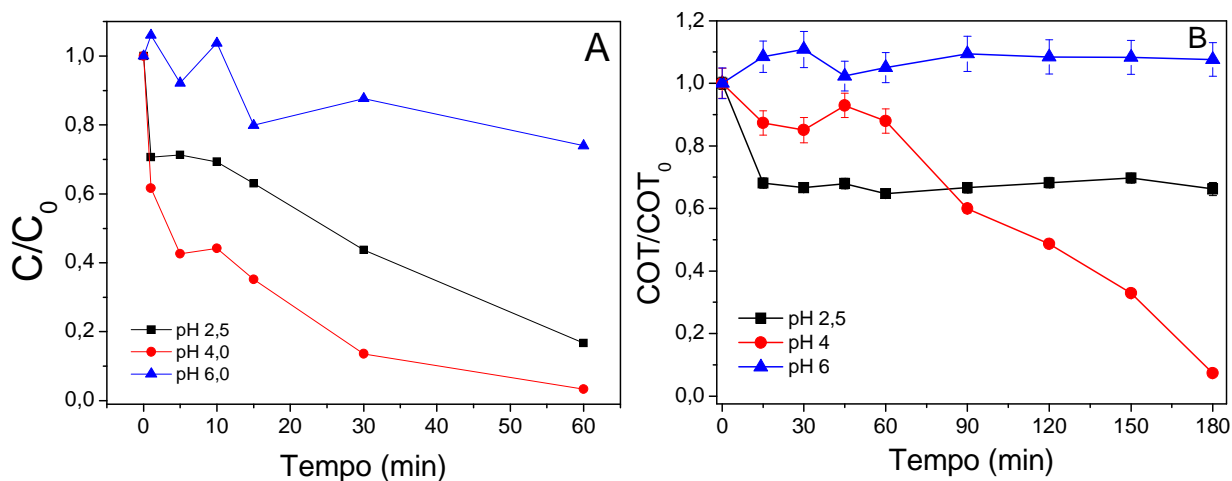 A
C/C0
1,0
0,8
0,6
0,4
0,2
0,0
pH 2,5
pH 4,0
pH 6,0
0 10 20 30 40 50 60
Tempo (min)
B
COT/COT0
1,2
1,0
0,8
0,6
0,4
0,2
0,0
pH 2,5
pH 4
pH 6
0 30 60 90 120 150 180
Tempo (min)